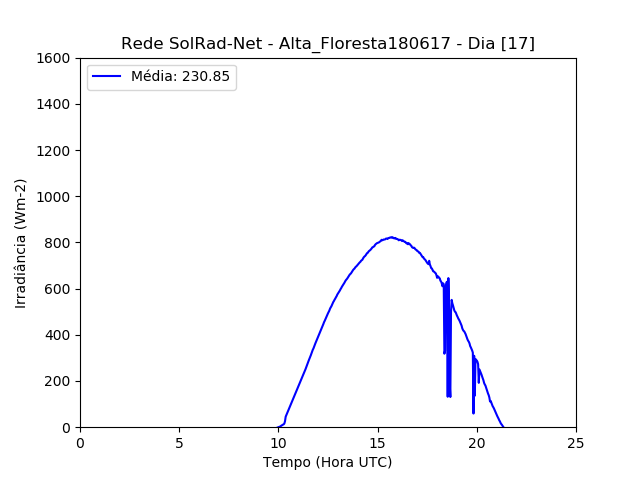 Rede SolRad-Net - Alta_Floresta180617 - Dia [17]
Média: 230.85
Irradiância (Wm-2)
1600
1400
1200
1000
800
600
400
200
0
0 5 10 15 20 25
Tempo (Hora UTC)